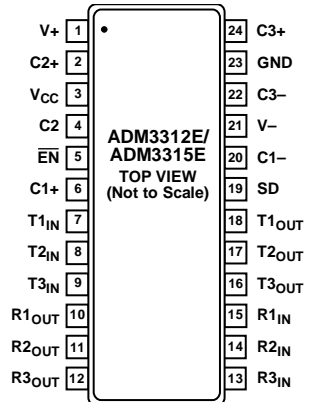 V+ 1 24 C3+
C2+ 2 23 GND
VCC 3 22 C3–
C2 4 21 V–
EN 5 20 C1–
C1+ 6 19 SD
T1IN 7 18 T1OUT
T2IN 8 17 T2OUT
T3IN 9 16 T3OUT
R1OUT 10 15 R1IN
R2OUT 11 14 R2IN
R3OUT 12 13 R3IN
ADM3312E/
ADM3315E
TOP VIEW
(Not to Scale)